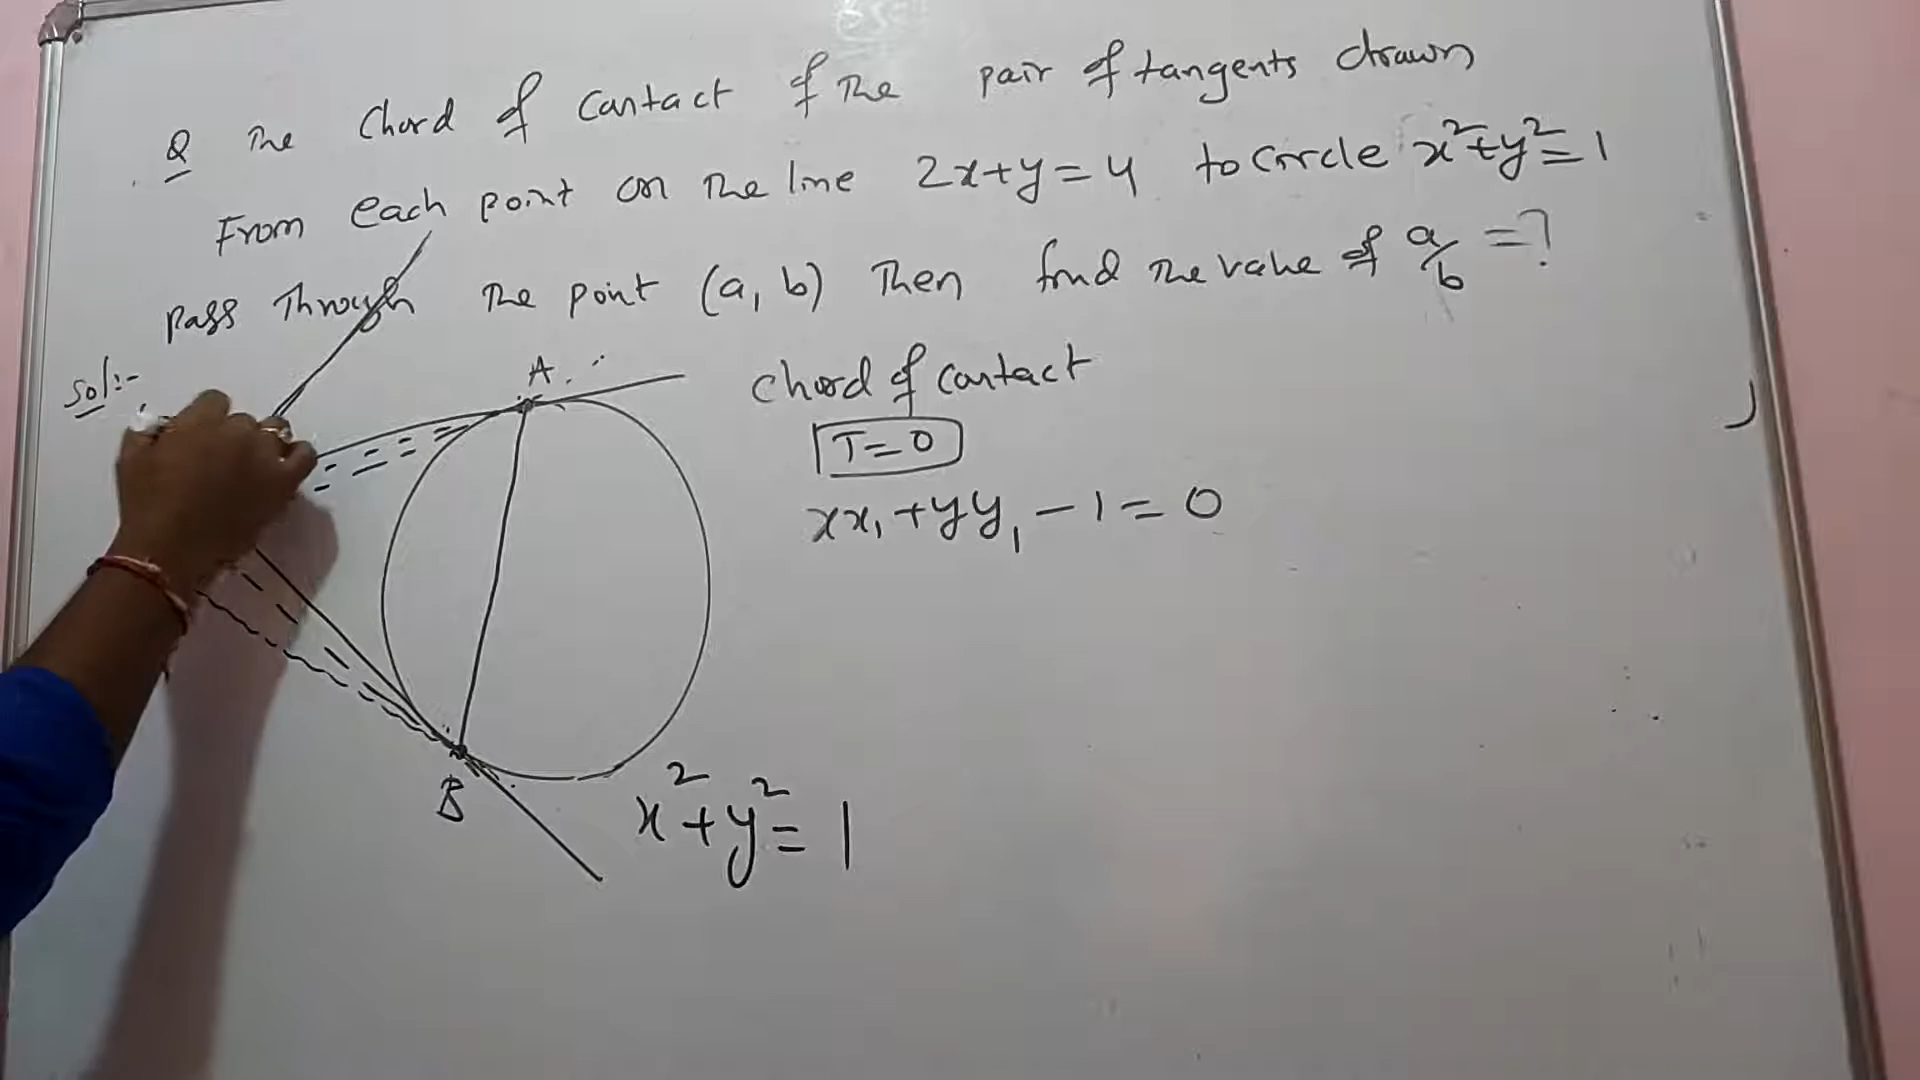 Q The Chord of Contact of The pair of tangents drawn
From each point on The line 2x+y=4 to Circle x²+y²=1
pass Through The point (a, b) Then find The value of a/b =?
Sol:-
A
Chord of Contact
T=0
xx₁+yy₁-1=0
B
x²+y²=1